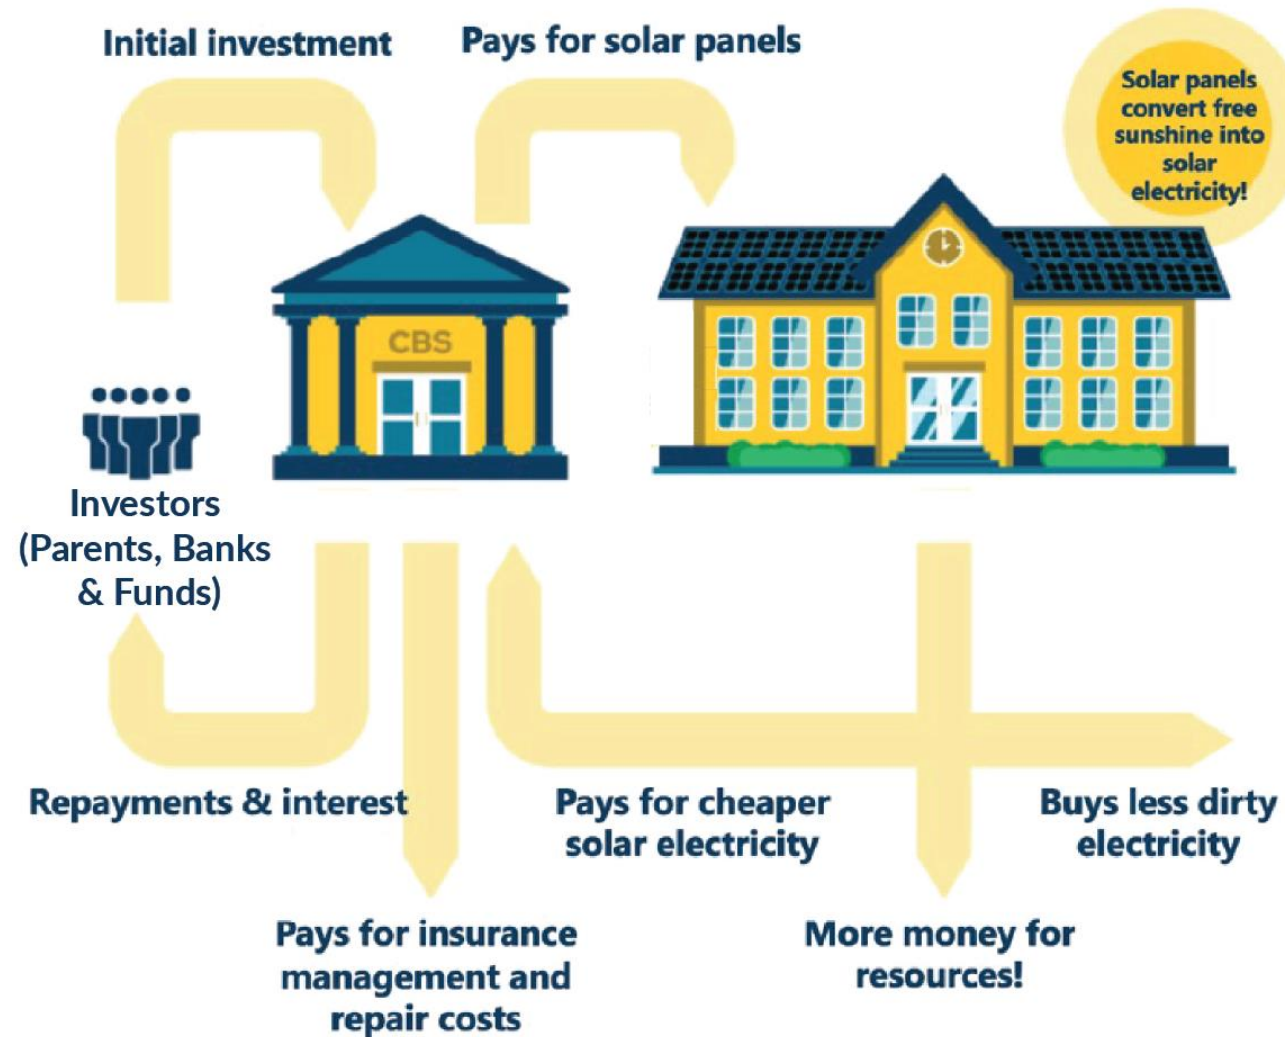 Initial investment
Pays for solar panels
Solar panels
convert free
sunshine into
solar
electricity!
CBS
Investors
(Parents, Banks
& Funds)
Repayments & interest
Pays for cheaper
solar electricity
Buys less dirty
electricity
Pays for insurance
management and
repair costs
More money for
resources!